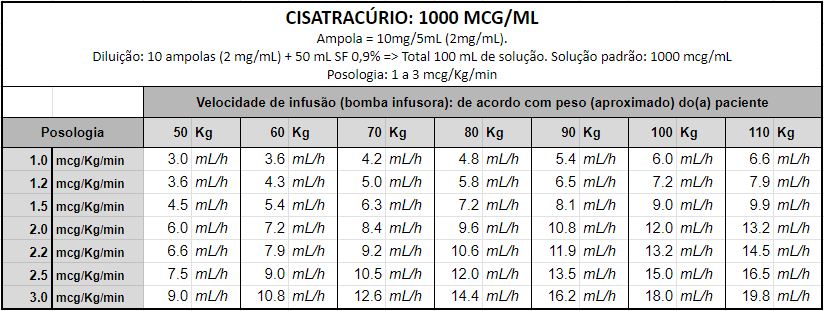 CISATRACÚRIO: 1000 MCG/ML
Ampola = 10mg/5mL (2mg/mL).
Diluição: 10 ampolas (2 mg/mL) + 50 mL SF 0,9% => Total 100 mL de solução. Solução padrão: 1000 mcg/mL
Posologia: 1 a 3 mcg/Kg/min
Velocidade de infusão (bomba infusora): de acordo com peso (aproximado) do(a) paciente
Posologia 50 Kg 60 Kg 70 Kg 80 Kg 90 Kg 100 Kg 110 Kg
1.0 mcg/Kg/min 3.0 mL/h 3.6 mL/h 4.2 mL/h 4.8 mL/h 5.4 mL/h 6.0 mL/h 6.6 mL/h
1.2 mcg/Kg/min 3.6 mL/h 4.3 mL/h 5.0 mL/h 5.8 mL/h 6.5 mL/h 7.2 mL/h 7.9 mL/h
1.5 mcg/Kg/min 4.5 mL/h 5.4 mL/h 6.3 mL/h 7.2 mL/h 8.1 mL/h 9.0 mL/h 9.9 mL/h
2.0 mcg/Kg/min 6.0 mL/h 7.2 mL/h 8.4 mL/h 9.6 mL/h 10.8 mL/h 12.0 mL/h 13.2 mL/h
2.2 mcg/Kg/min 6.6 mL/h 7.9 mL/h 9.2 mL/h 10.6 mL/h 11.9 mL/h 13.2 mL/h 14.5 mL/h
2.5 mcg/Kg/min 7.5 mL/h 9.0 mL/h 10.5 mL/h 12.0 mL/h 13.5 mL/h 15.0 mL/h 16.5 mL/h
3.0 mcg/Kg/min 9.0 mL/h 10.8 mL/h 12.6 mL/h 14.4 mL/h 16.2 mL/h 18.0 mL/h 19.8 mL/h